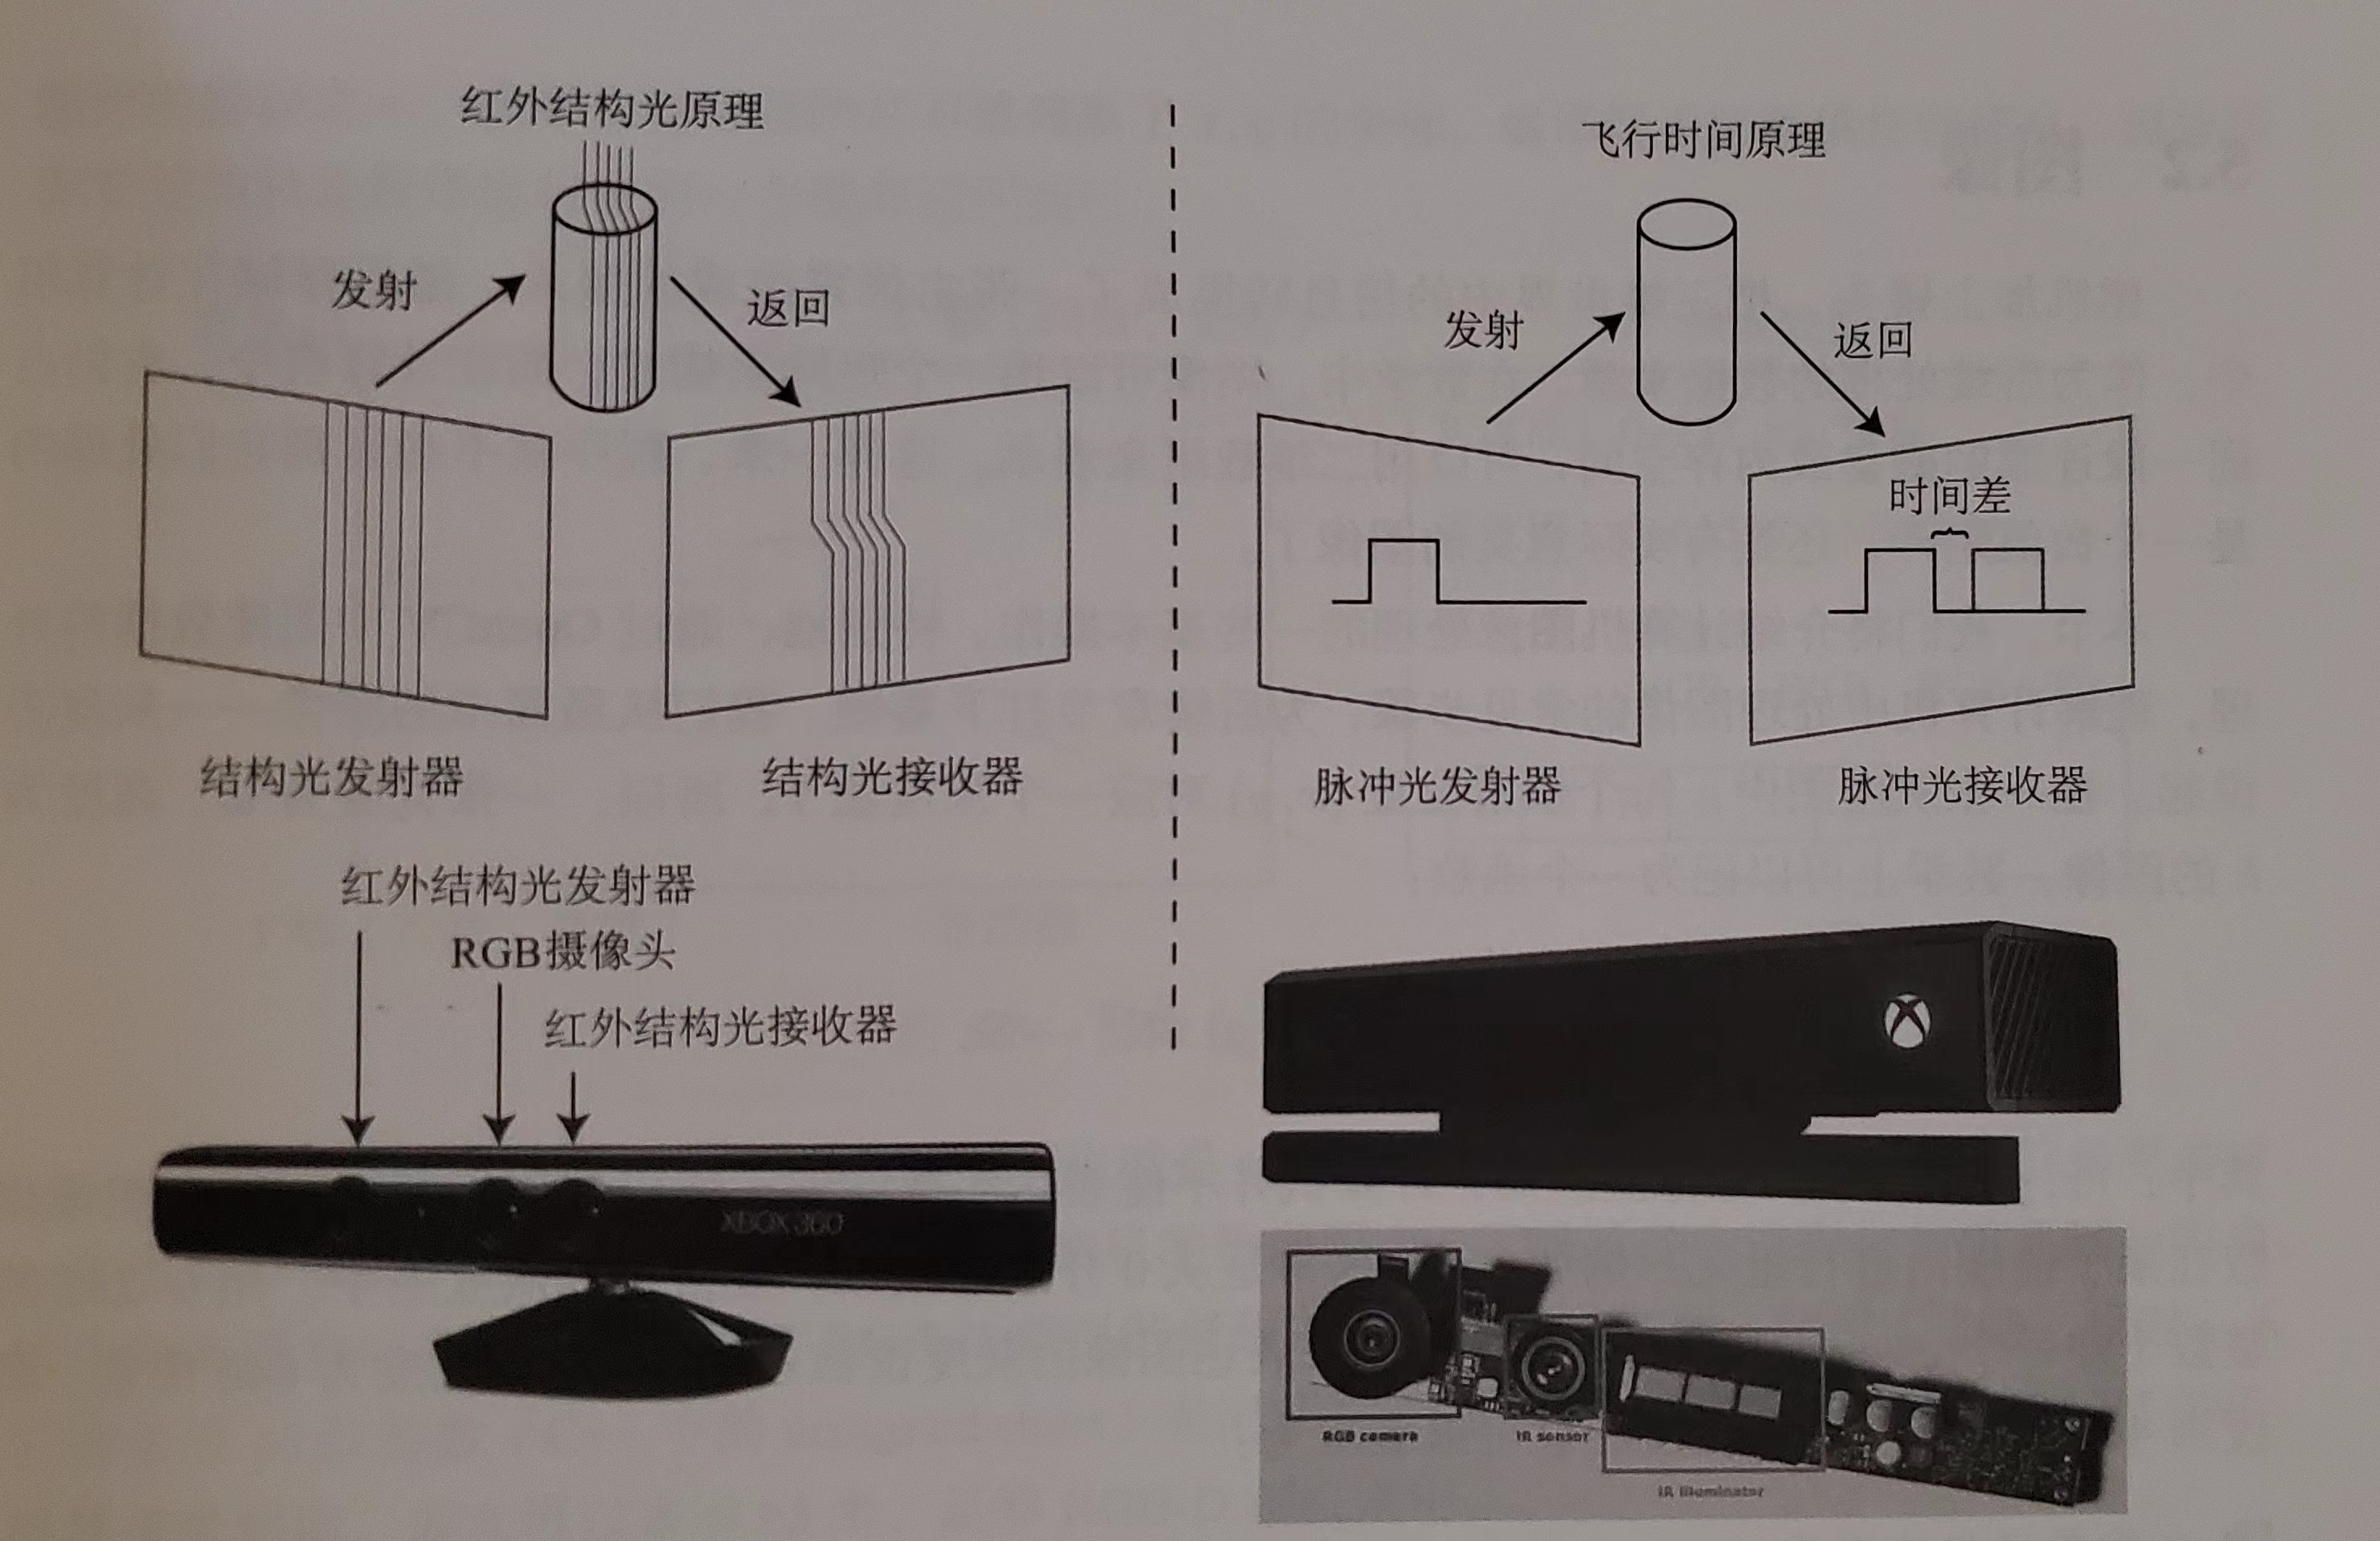 红外结构光原理
发射
返回
结构光发射器
结构光接收器
红外结构光发射器
RGB摄像头
红外结构光接收器
XBOX 360
飞行时间原理
发射
返回
时间差
脉冲光发射器
脉冲光接收器
RGB camera
IR sensor
IR illuminator